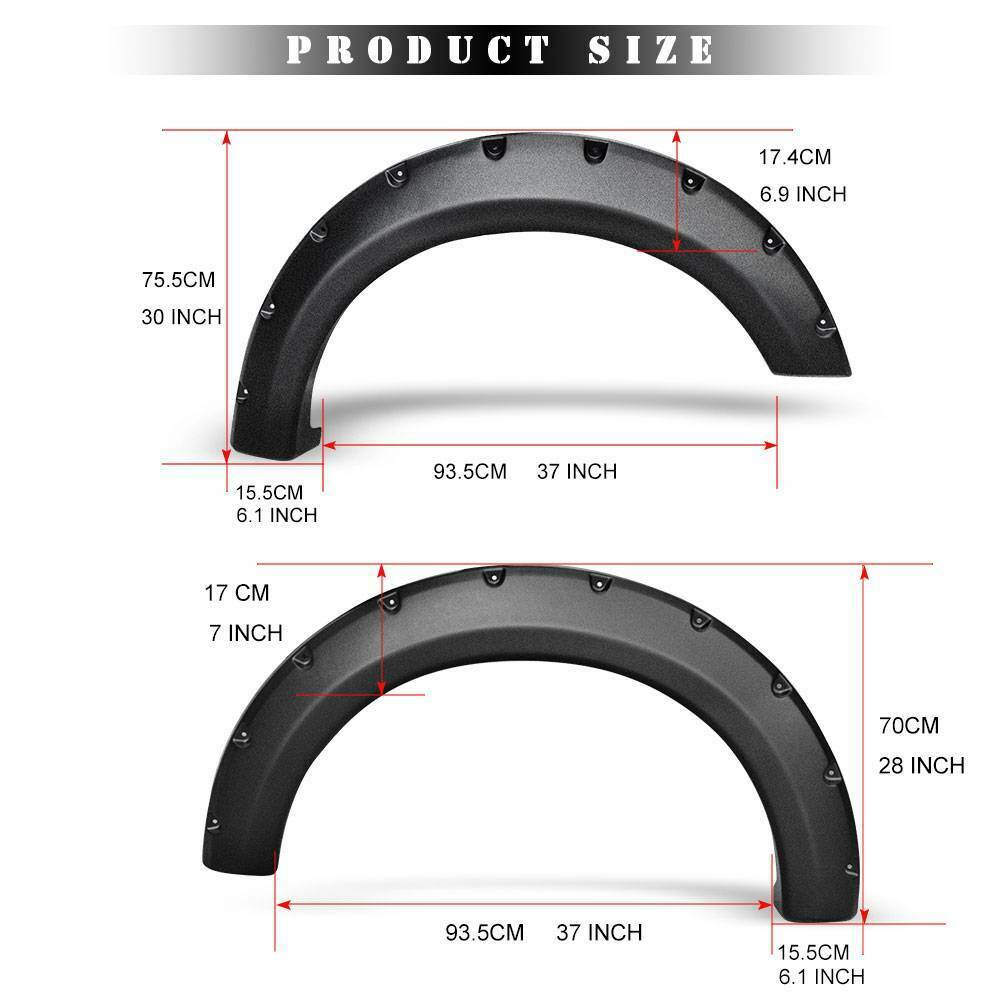 PRODUCT SIZE
17.4CM
6.9 INCH
75.5CM
30 INCH
93.5CM 37 INCH
15.5CM
6.1 INCH
17 CM
7 INCH
70CM
28 INCH
93.5CM 37 INCH
15.5CM
6.1 INCH